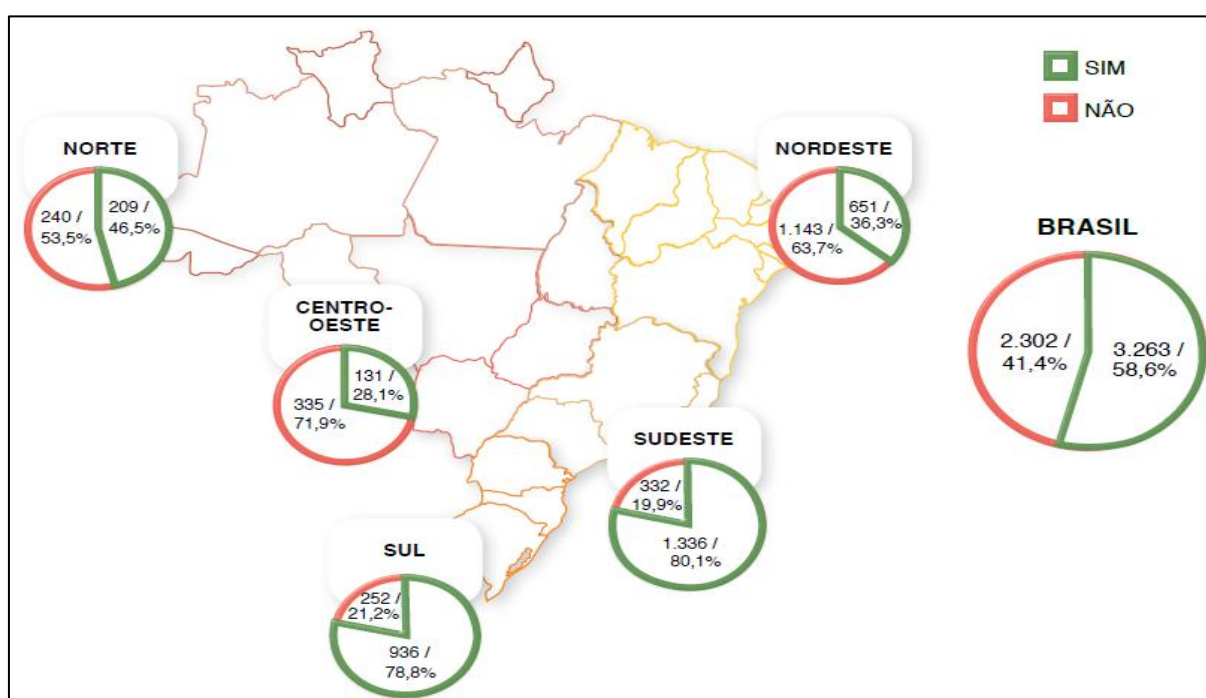 SIM
NÃO
NORTE
240 /
53,5%
209 /
46,5%
NORDESTE
1.143 /
63,7%
651 /
36,3%
BRASIL
2.302 /
41,4%
3.263 /
58,6%
CENTRO-
OESTE
335 /
71,9%
131 /
28,1%
SUDESTE
332 /
19,9%
1.336 /
80,1%
SUL
252 /
21,2%
936 /
78,8%